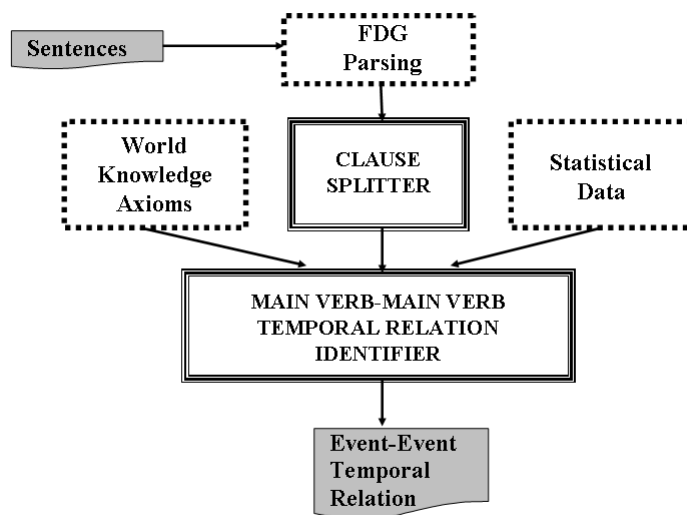 Sentences
FDG
Parsing
World
Knowledge
Axioms
CLAUSE
SPLITTER
Statistical
Data
MAIN VERB-MAIN VERB
TEMPORAL RELATION
IDENTIFIER
Event-Event
Temporal
Relation